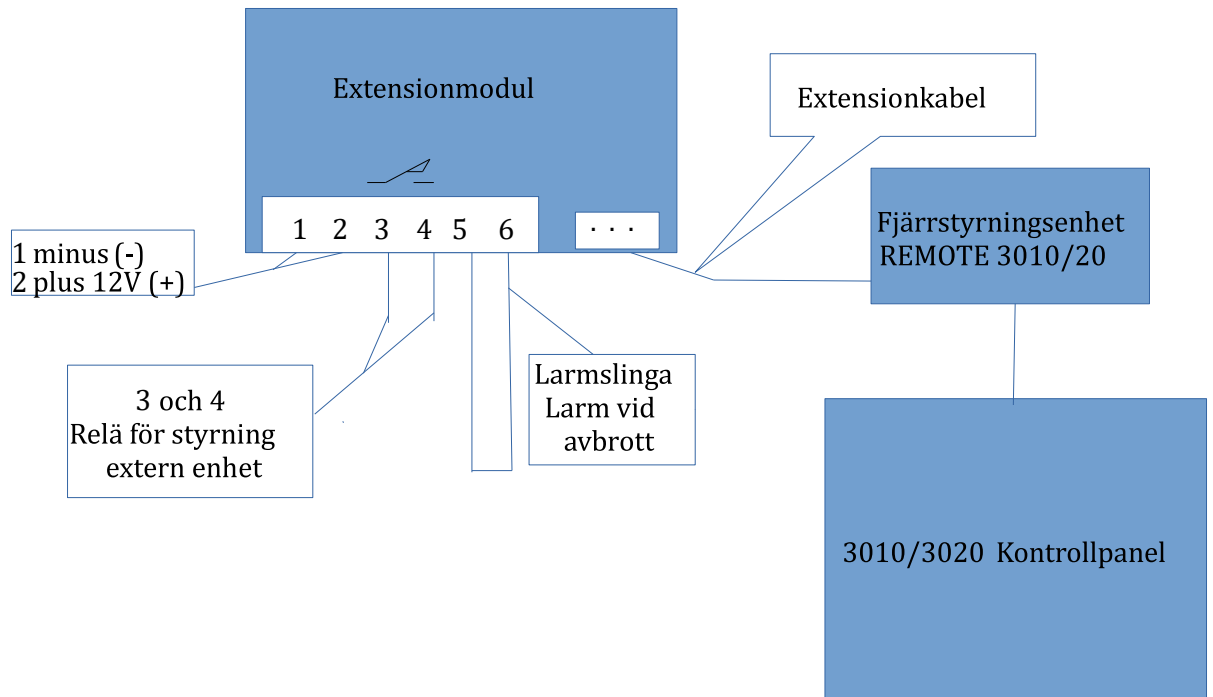 Extensionmodul
Extensionkabel
1 2 3 4 5 6
. . .
Fjärrstyrningsenhet
REMOTE 3010/20
1 minus (-)
2 plus 12V (+)
3 och 4
Relä för styrning
extern enhet
Larmslinga
Larm vid
avbrott
3010/3020 Kontrollpanel